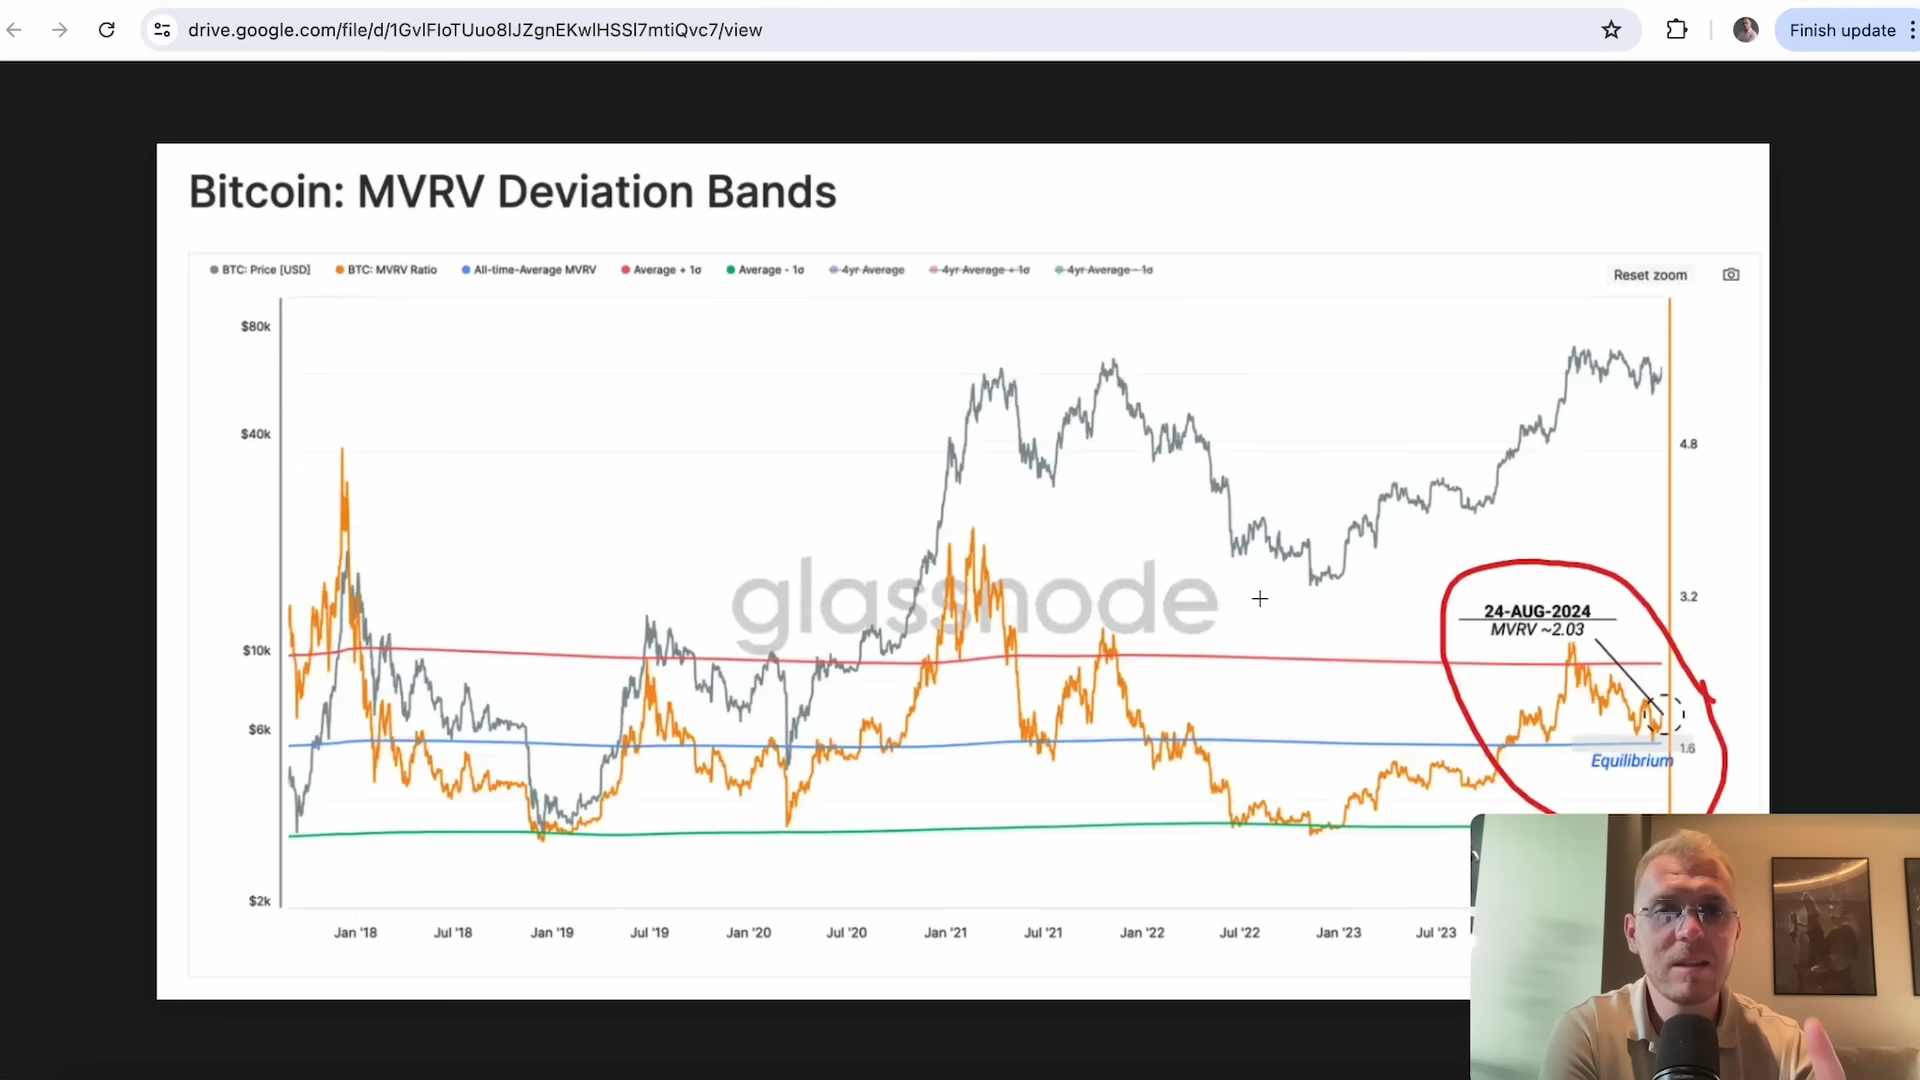 drive.google.com/file/d/1GvlFIoTUuo8lJZgnEKwlHSSl7mtiQvc7/view
Finish update
Bitcoin: MVRV Deviation Bands
BTC: Price [USD] BTC: MVRV Ratio All-time-Average MVRV Average + 1σ Average - 1σ 4yr Average 4yr Average + 1σ 4yr Average - 1σ
Reset zoom
$80k
$40k
4.8
glassnode
3.2
24-AUG-2024
MVRV ~2.03
$10k
$6k
1.6
Equilibrium
$2k
Jan '18 Jul '18 Jan '19 Jul '19 Jan '20 Jul '20 Jan '21 Jul '21 Jan '22 Jul '22 Jan '23 Jul '23